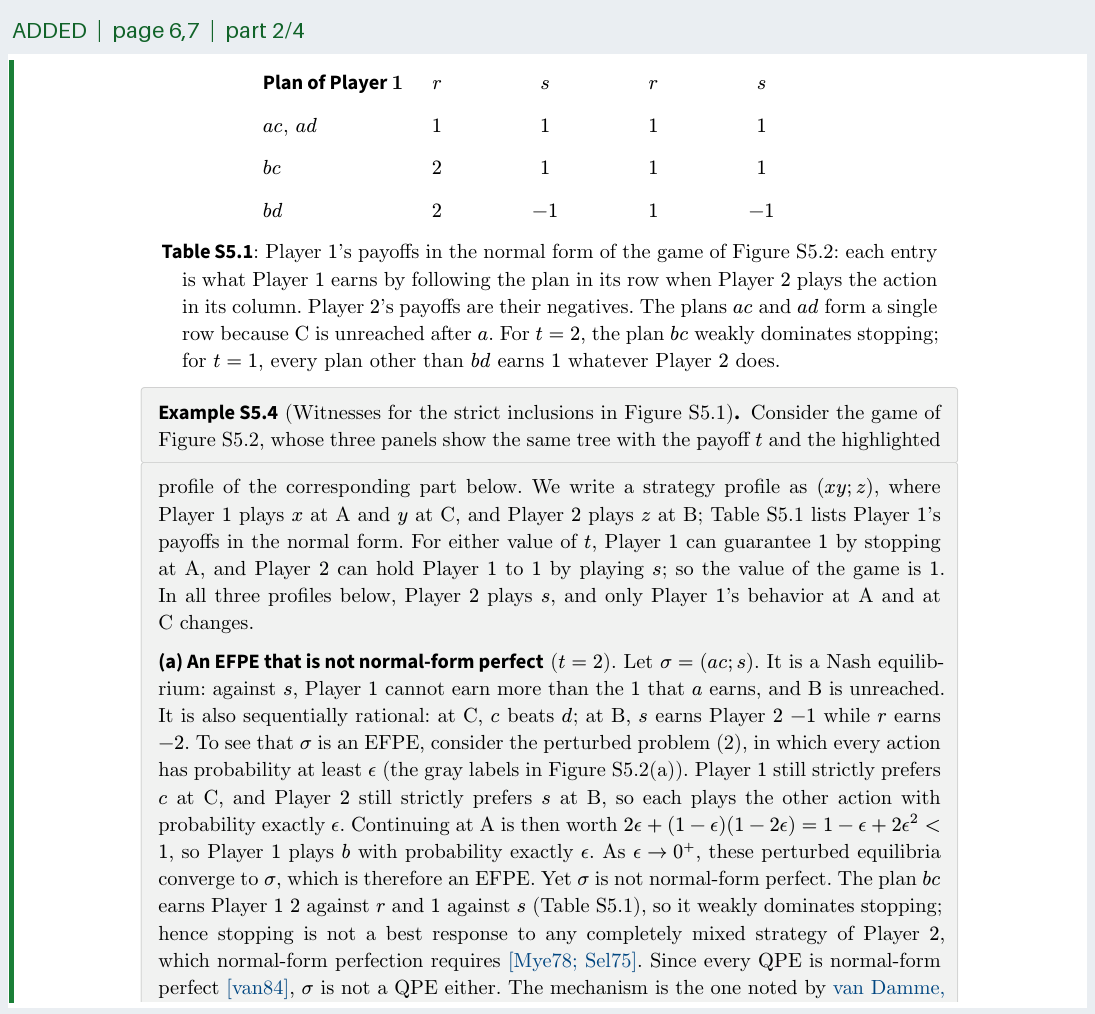 ADDED | page 6,7 | part 2/4
Plan of Player 1 r s r s
ac, ad 1 1 1 1
bc 2 1 1 1
bd 2 −1 1 −1
Table S5.1: Player 1's payoffs in the normal form of the game of Figure S5.2: each entry
is what Player 1 earns by following the plan in its row when Player 2 plays the action
in its column. Player 2's payoffs are their negatives. The plans ac and ad form a single
row because C is unreached after a. For t = 2, the plan bc weakly dominates stopping;
for t = 1, every plan other than bd earns 1 whatever Player 2 does.
Example S5.4 (Witnesses for the strict inclusions in Figure S5.1). Consider the game of
Figure S5.2, whose three panels show the same tree with the payoff t and the highlighted
profile of the corresponding part below. We write a strategy profile as (xy; z), where
Player 1 plays x at A and y at C, and Player 2 plays z at B; Table S5.1 lists Player 1's
payoffs in the normal form. For either value of t, Player 1 can guarantee 1 by stopping
at A, and Player 2 can hold Player 1 to 1 by playing s; so the value of the game is 1.
In all three profiles below, Player 2 plays s, and only Player 1's behavior at A and at
C changes.
(a) An EFPE that is not normal-form perfect (t = 2). Let σ = (ac; s). It is a Nash equilib-
rium: against s, Player 1 cannot earn more than the 1 that a earns, and B is unreached.
It is also sequentially rational: at C, c beats d; at B, s earns Player 2 −1 while r earns
−2. To see that σ is an EFPE, consider the perturbed problem (2), in which every action
has probability at least ϵ (the gray labels in Figure S5.2(a)). Player 1 still strictly prefers
c at C, and Player 2 still strictly prefers s at B, so each plays the other action with
probability exactly ϵ. Continuing at A is then worth 2ϵ + (1 − ϵ)(1 − 2ϵ) = 1 − ϵ + 2ϵ² <
1, so Player 1 plays b with probability exactly ϵ. As ϵ → 0⁺, these perturbed equilibria
converge to σ, which is therefore an EFPE. Yet σ is not normal-form perfect. The plan bc
earns Player 1 2 against r and 1 against s (Table S5.1), so it weakly dominates stopping;
hence stopping is not a best response to any completely mixed strategy of Player 2,
which normal-form perfection requires [Mye78; Sel75]. Since every QPE is normal-form
perfect [van84], σ is not a QPE either. The mechanism is the one noted by van Damme,